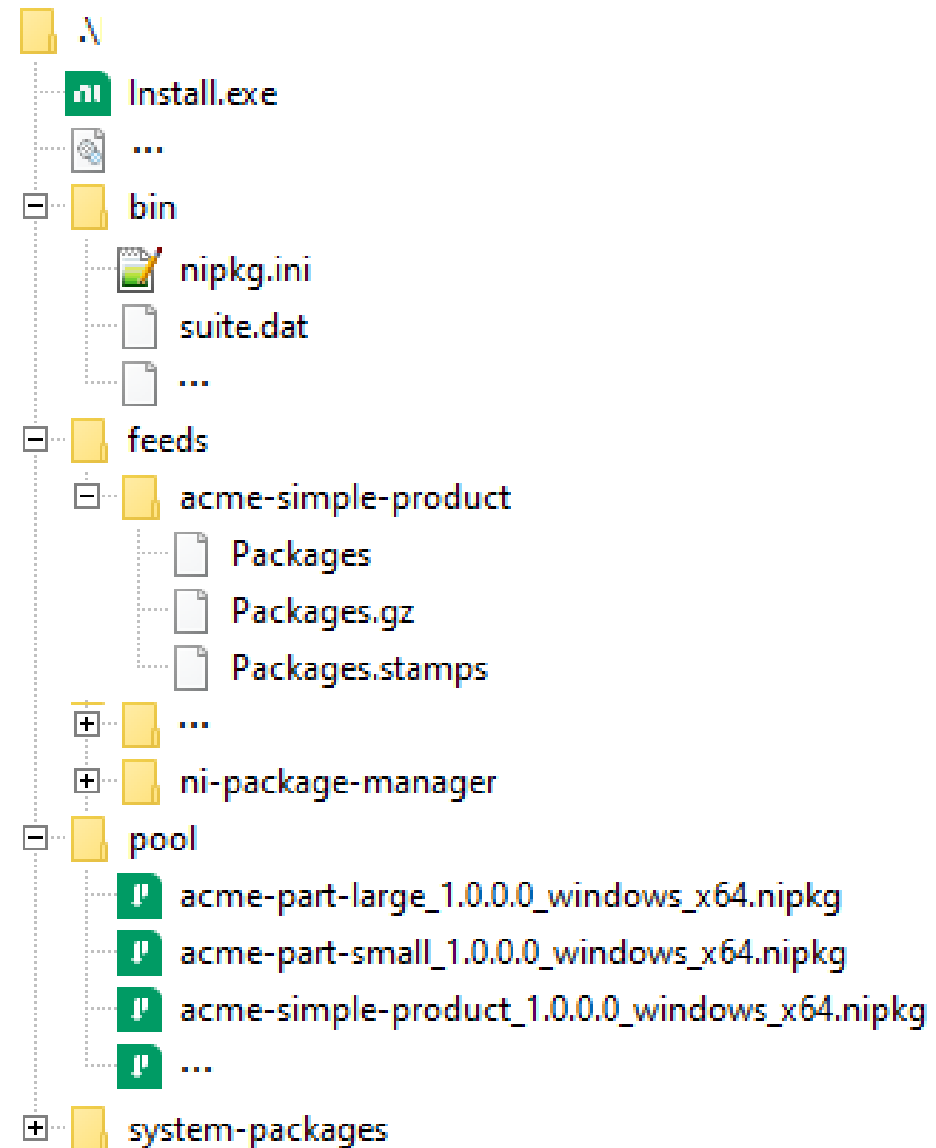 .\
Install.exe
...
bin
nipkg.ini
suite.dat
...
feeds
acme-simple-product
Packages
Packages.gz
Packages.stamps
...
ni-package-manager
pool
acme-part-large_1.0.0.0_windows_x64.nipkg
acme-part-small_1.0.0.0_windows_x64.nipkg
acme-simple-product_1.0.0.0_windows_x64.nipkg
...
system-packages